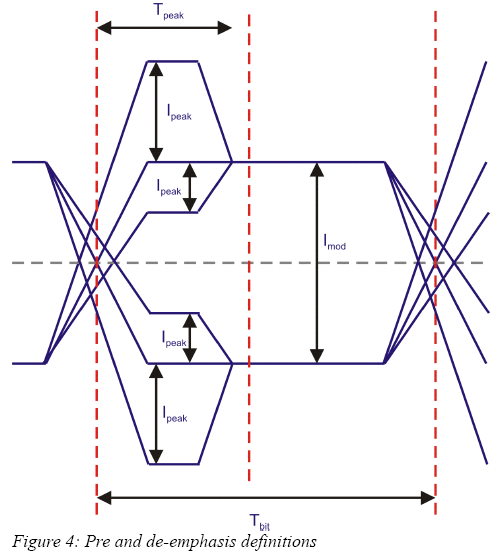 Tpeak
Ipeak
Ipeak
Imod
Ipeak
Ipeak
Tbit
Figure 4: Pre and de-emphasis definitions